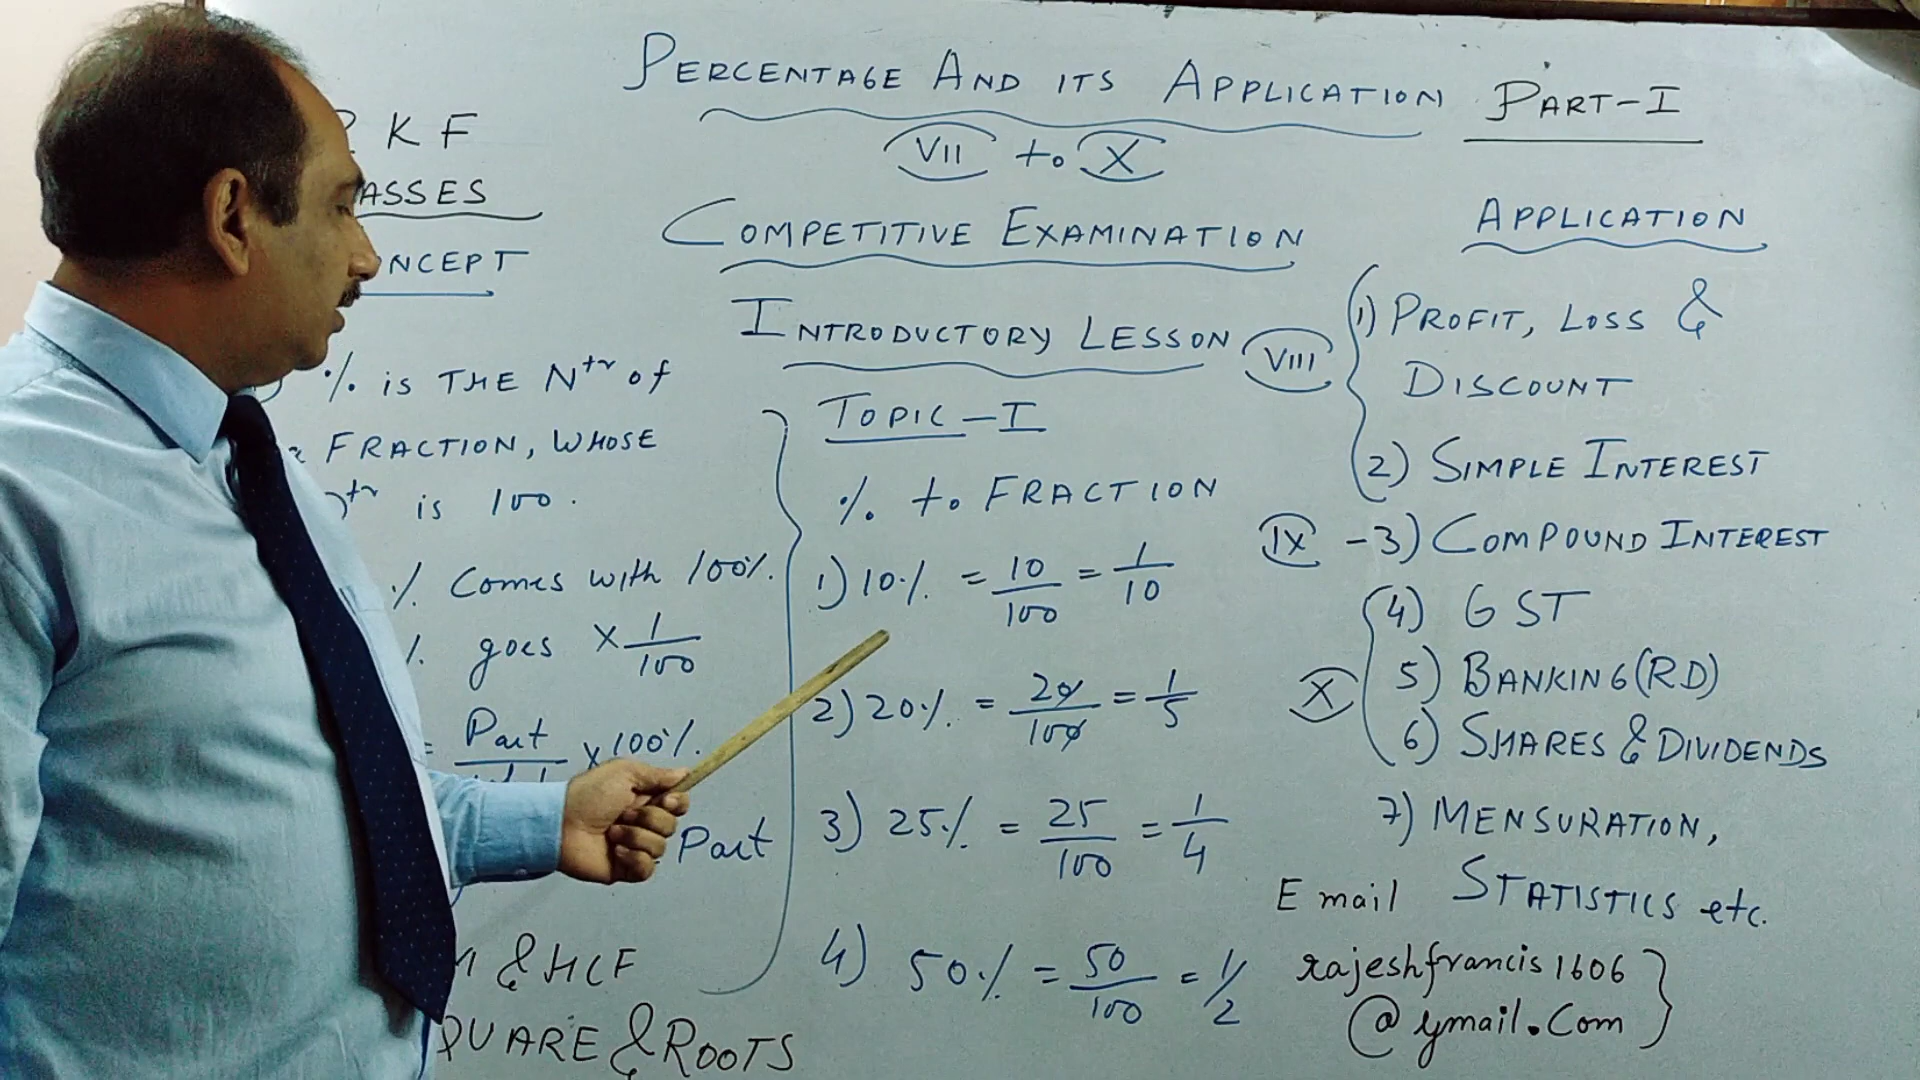 PERCENTAGE AND ITS APPLICATION PART-I
VII to X
K F
ASSES
NCEPT
% IS THE Ntr of
a FRACTION, WHOSE
tr is 100.
% Comes with 100%.
%. goes × 1/100
= Part × 100%.
Part
& HCF
QUARE & ROOTS
COMPETITIVE EXAMINATION
INTRODUCTORY LESSON
TOPIC-I
% to FRACTION
1) 10% = 10/100 = 1/10
2) 20% = 20/100 = 1/5
3) 25% = 25/100 = 1/4
4) 50% = 50/100 = 1/2
APPLICATION
VIII 1) PROFIT, LOSS &
DISCOUNT
2) SIMPLE INTEREST
IX - 3) COMPOUND INTEREST
4) GST
X 5) BANKING (RD)
6) SHARES & DIVIDENDS
7) MENSURATION,
STATISTICS etc.
Email
rajeshfrancis1606
@ymail.Com